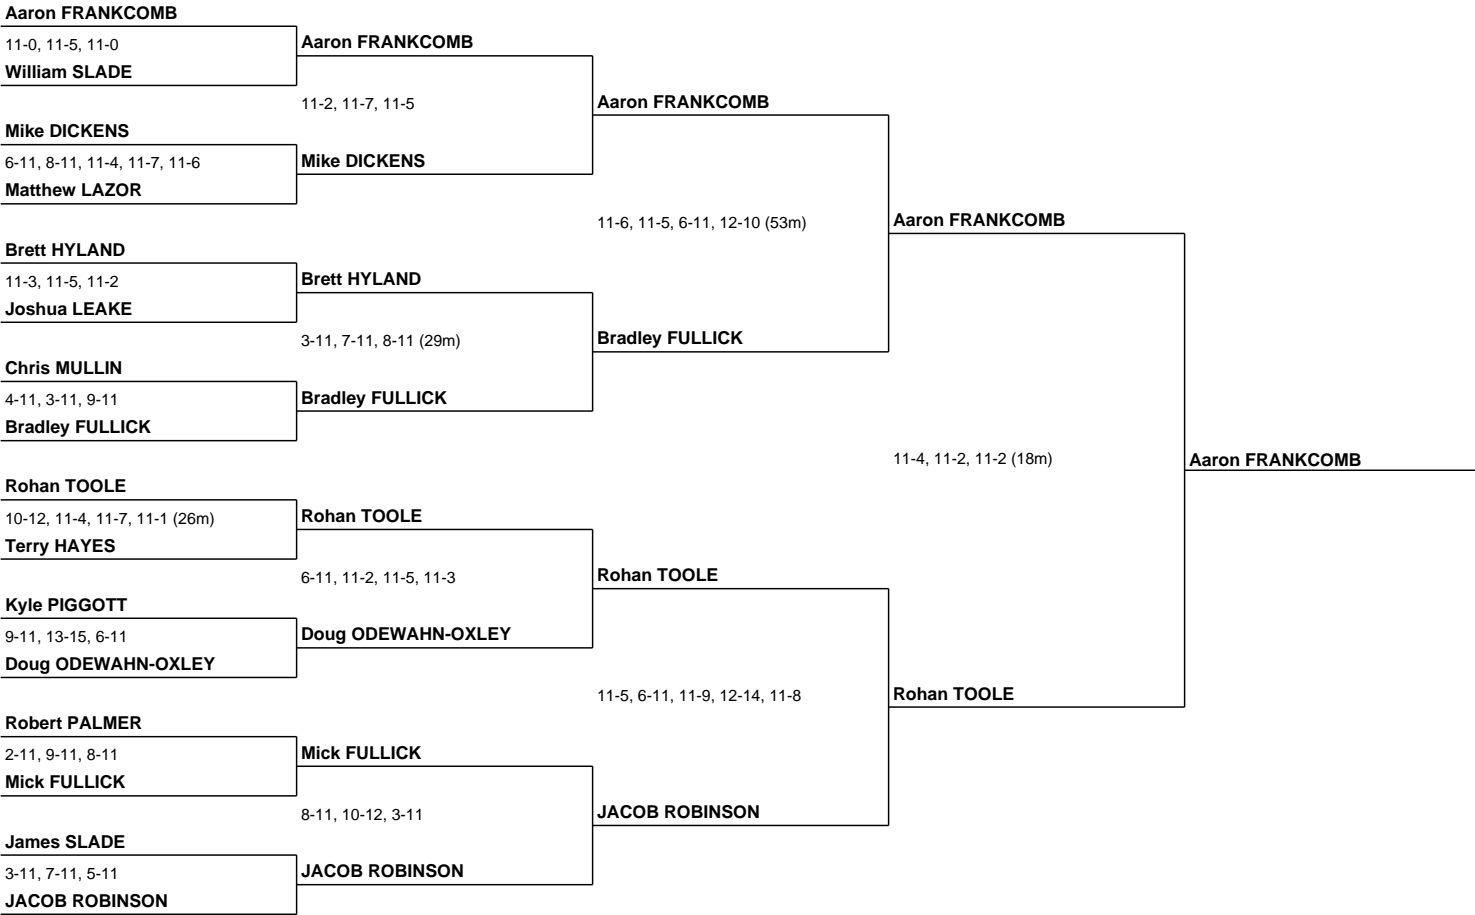 Aaron FRANKCOMB
11-0, 11-5, 11-0
William SLADE
Mike DICKENS
6-11, 8-11, 11-4, 11-7, 11-6
Matthew LAZOR
Brett HYLAND
11-3, 11-5, 11-2
Joshua LEAKE
Chris MULLIN
4-11, 3-11, 9-11
Bradley FULLICK
Rohan TOOLE
10-12, 11-4, 11-7, 11-1 (26m)
Terry HAYES
Kyle PIGGOTT
9-11, 13-15, 6-11
Doug ODEWAHN-OXLEY
Robert PALMER
2-11, 9-11, 8-11
Mick FULLICK
James SLADE
3-11, 7-11, 5-11
JACOB ROBINSON
Aaron FRANKCOMB
11-2, 11-7, 11-5
Mike DICKENS
Brett HYLAND
3-11, 7-11, 8-11 (29m)
Bradley FULLICK
Rohan TOOLE
6-11, 11-2, 11-5, 11-3
Doug ODEWAHN-OXLEY
Mick FULLICK
8-11, 10-12, 3-11
JACOB ROBINSON
Aaron FRANKCOMB
11-6, 11-5, 6-11, 12-10 (53m)
Bradley FULLICK
Rohan TOOLE
11-5, 6-11, 11-9, 12-14, 11-8
JACOB ROBINSON
Aaron FRANKCOMB
11-4, 11-2, 11-2 (18m)
Rohan TOOLE
Aaron FRANKCOMB